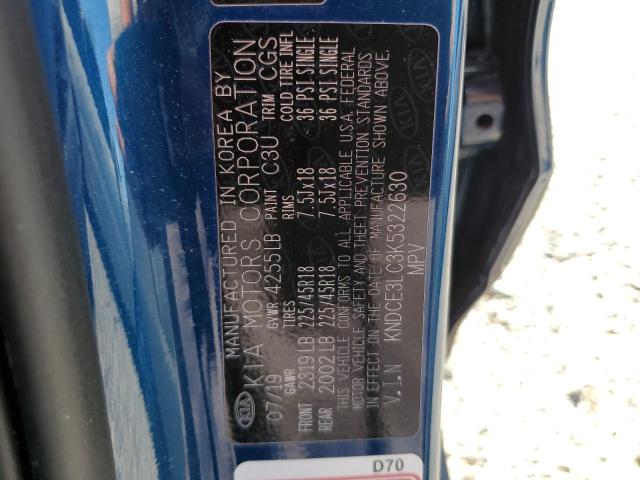 MANUFACTURED IN KOREA BY
KIA KIA MOTORS CORPORATION
07/19 GVWR 4255LB PAINT C3U TRIM CGS
GAWR TIRES RIMS COLD TIRE INFL
FRONT 2319LB 225/45R18 7.5Jx18 36 PSI SINGLE
REAR 2002LB 225/45R18 7.5Jx18 36 PSI SINGLE
THIS VEHICLE CONFORMS TO ALL APPLICABLE U.S.A. FEDERAL
MOTOR VEHICLE SAFETY AND THEFT PREVENTION STANDARDS
IN EFFECT ON THE DATE OF MANUFACTURE SHOWN ABOVE.
V.I.N KNDCE3LC3K5322630
MPV
D70